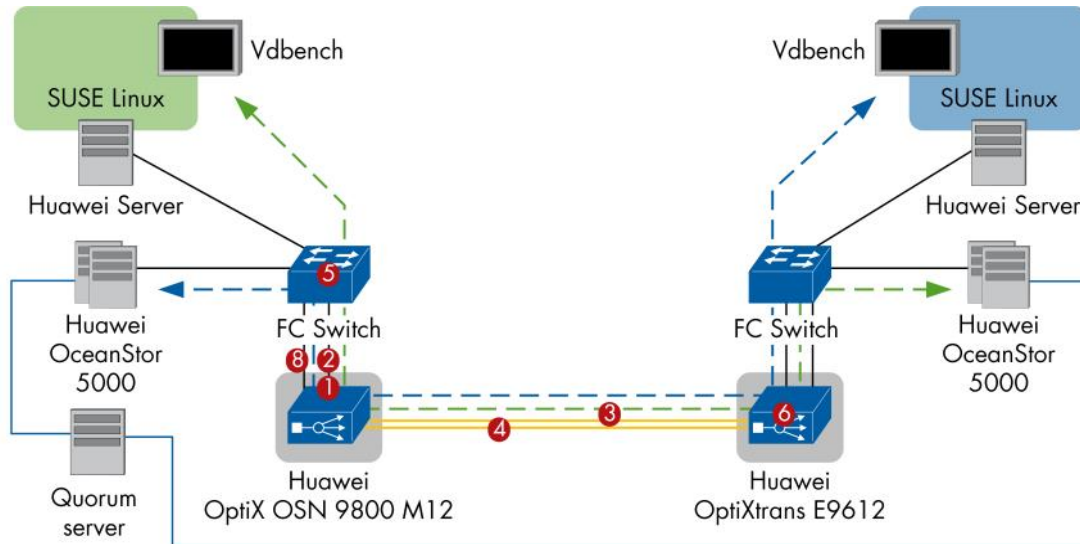 Vdbench
Vdbench
SUSE Linux
SUSE Linux
Huawei Server
Huawei Server
5
FC Switch
FC Switch
Huawei
OceanStor
5000
Huawei
OceanStor
5000
8
2
1
3
4
6
Quorum
server
Huawei
OptiX OSN 9800 M12
Huawei
OptiXtrans E9612